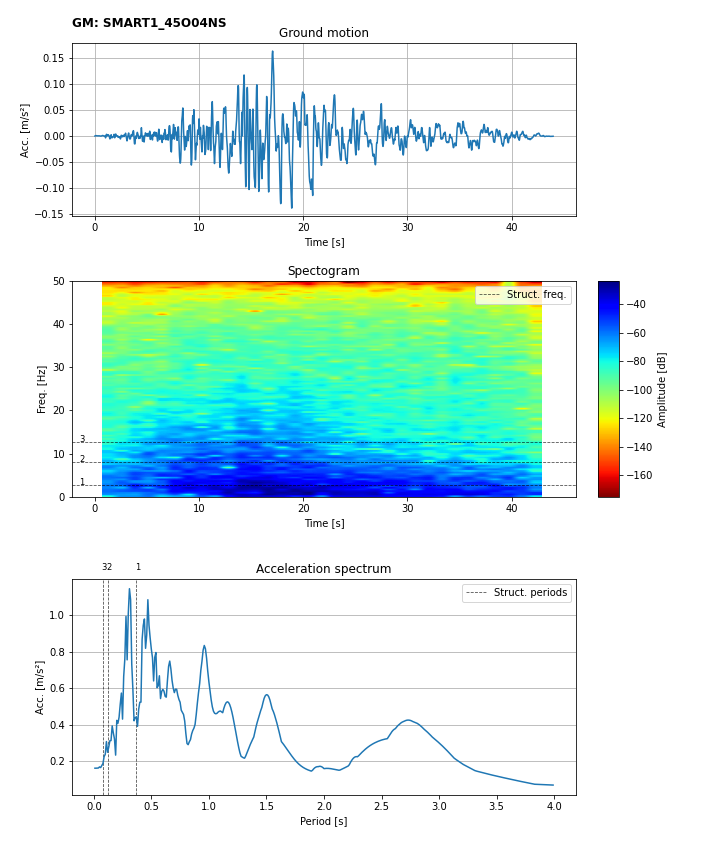 GM: SMART1_45O04NS
Ground motion
0.15
0.10
0.05
0.00
−0.05
−0.10
−0.15
Acc. [m/s²]
0 10 20 30 40
Time [s]
Spectogram
50
40
30
20
10
0
Freq. [Hz]
Struct. freq.
3
2
1
0 10 20 30 40
Time [s]
−40
−60
−80
−100
−120
−140
−160
Amplitude [dB]
32 1
Acceleration spectrum
Struct. periods
1.0
0.8
0.6
0.4
0.2
Acc. [m/s²]
0.0 0.5 1.0 1.5 2.0 2.5 3.0 3.5 4.0
Period [s]